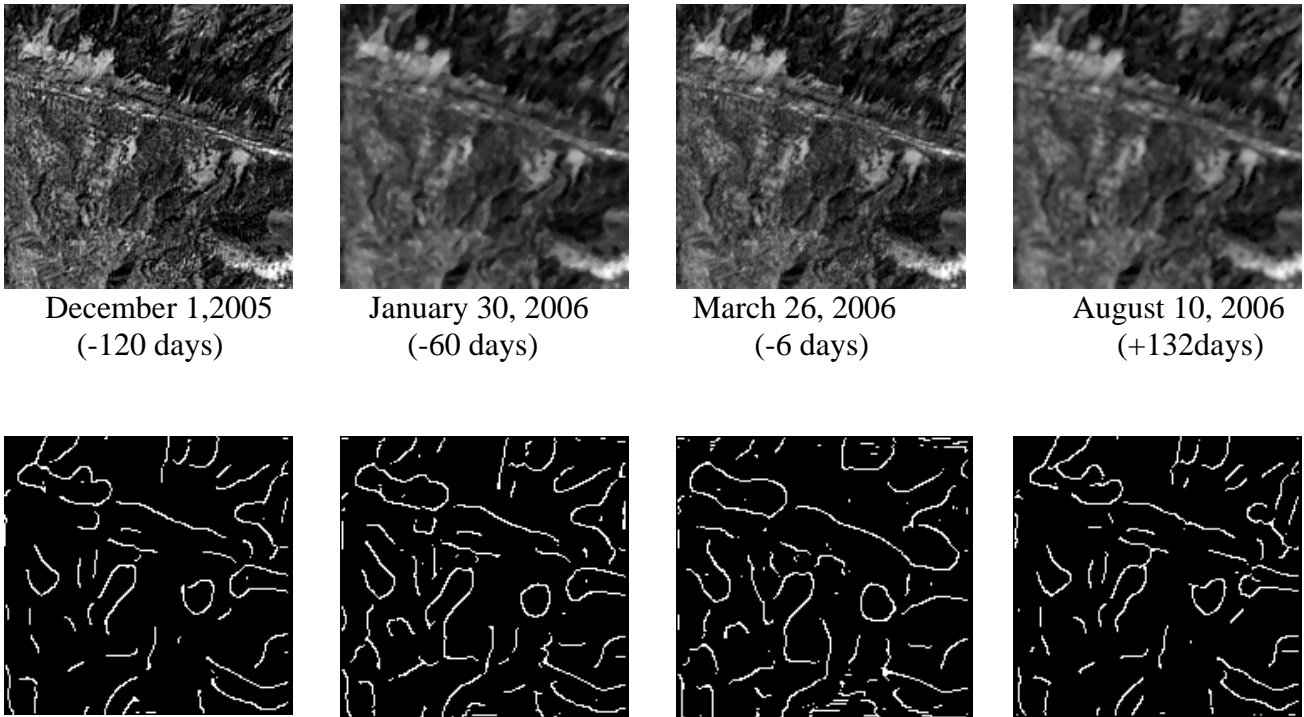 December 1,2005 January 30, 2006 March 26, 2006 August 10, 2006
(-120 days) (-60 days) (-6 days) (+132days)